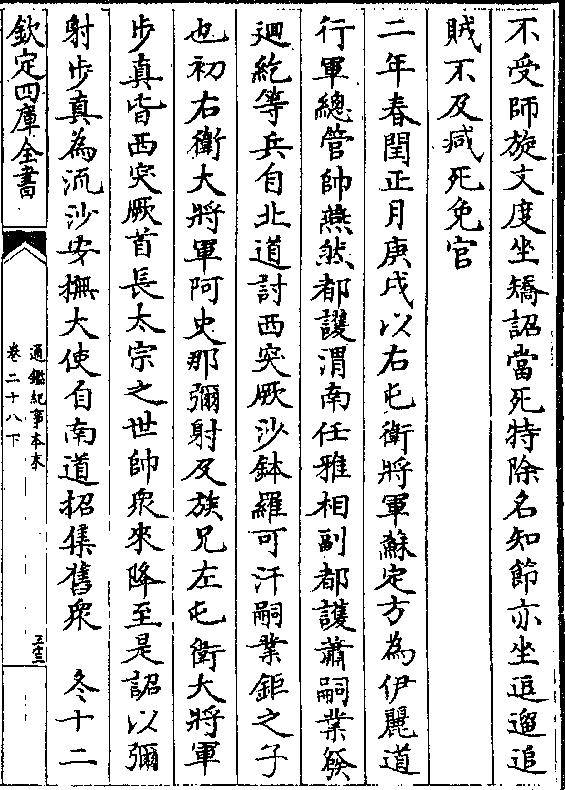 不受師旋文度坐矯詔當死特除名知節亦坐逗遛追
賊不及减死免官
二年春閏正月庚戌以右屯衛將軍蘇定方為伊麗道
行軍總管帥燕然都護渭南任雅相副都護蕭嗣業發
廻紇等兵自北道討西突厥沙鉢羅可汗嗣業鉅之子
也初右衛大將軍阿史那彌射及族兄左屯衛大將軍
步真皆西突厥首長太宗之世帥衆來降至是詔以彌
射步真為流沙安撫大使自南道招集舊衆　冬十二
欽定四庫全書
通鑑紀事本末
卷二十八下